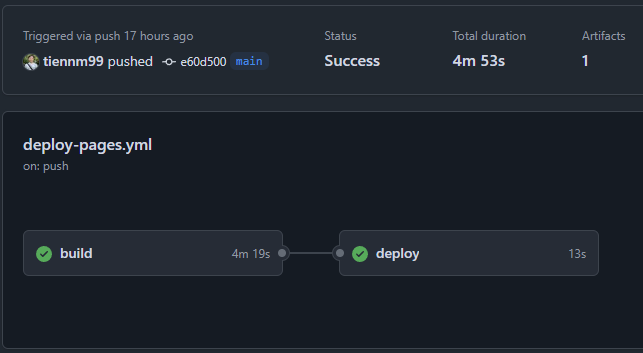 Triggered via push 17 hours ago
tiennm99 pushed e60d500 main
Status
Success
Total duration
4m 53s
Artifacts
1
deploy-pages.yml
on: push
build 4m 19s
deploy 13s